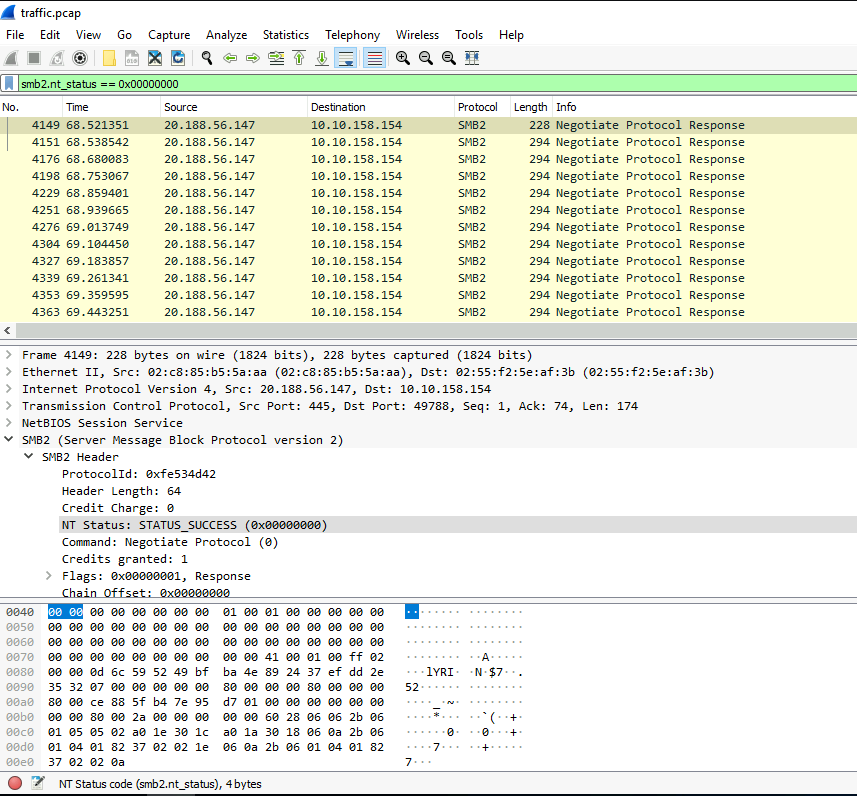 traffic.pcap
File Edit View Go Capture Analyze Statistics Telephony Wireless Tools Help
smb2.nt_status == 0x00000000
No. Time Source Destination Protocol Length Info
4149 68.521351 20.188.56.147 10.10.158.154 SMB2 228 Negotiate Protocol Response
4151 68.538542 20.188.56.147 10.10.158.154 SMB2 294 Negotiate Protocol Response
4176 68.680083 20.188.56.147 10.10.158.154 SMB2 294 Negotiate Protocol Response
4198 68.753067 20.188.56.147 10.10.158.154 SMB2 294 Negotiate Protocol Response
4229 68.859401 20.188.56.147 10.10.158.154 SMB2 294 Negotiate Protocol Response
4251 68.939665 20.188.56.147 10.10.158.154 SMB2 294 Negotiate Protocol Response
4276 69.013749 20.188.56.147 10.10.158.154 SMB2 294 Negotiate Protocol Response
4304 69.104450 20.188.56.147 10.10.158.154 SMB2 294 Negotiate Protocol Response
4327 69.183857 20.188.56.147 10.10.158.154 SMB2 294 Negotiate Protocol Response
4339 69.261341 20.188.56.147 10.10.158.154 SMB2 294 Negotiate Protocol Response
4353 69.359595 20.188.56.147 10.10.158.154 SMB2 294 Negotiate Protocol Response
4363 69.443251 20.188.56.147 10.10.158.154 SMB2 294 Negotiate Protocol Response
Frame 4149: 228 bytes on wire (1824 bits), 228 bytes captured (1824 bits)
Ethernet II, Src: 02:c8:85:b5:5a:aa (02:c8:85:b5:5a:aa), Dst: 02:55:f2:5e:af:3b (02:55:f2:5e:af:3b)
Internet Protocol Version 4, Src: 20.188.56.147, Dst: 10.10.158.154
Transmission Control Protocol, Src Port: 445, Dst Port: 49788, Seq: 1, Ack: 74, Len: 174
NetBIOS Session Service
SMB2 (Server Message Block Protocol version 2)
SMB2 Header
ProtocolId: 0xfe534d42
Header Length: 64
Credit Charge: 0
NT Status: STATUS_SUCCESS (0x00000000)
Command: Negotiate Protocol (0)
Credits granted: 1
Flags: 0x00000001, Response
Chain Offset: 0x00000000
0040 00 00 00 00 00 00 00 00 01 00 01 00 00 00 00 00 ········ ········
0050 00 00 00 00 00 00 00 00 00 00 00 00 00 00 00 00 ········ ········
0060 00 00 00 00 00 00 00 00 00 00 00 00 00 00 00 00 ········ ········
0070 00 00 00 00 00 00 00 00 00 00 41 00 01 00 ff 02 ········ ··A·····
0080 00 00 0d 6c 59 52 49 bf ba 4e 89 24 37 ef dd 2e ···lYRI· ·N·$7··.
0090 35 32 07 00 00 00 00 00 80 00 00 00 80 00 00 00 52······ ········
00a0 80 00 ce 88 5f b4 7e 95 d7 01 00 00 00 00 00 00 ····_·~· ········
00b0 00 00 80 00 2a 00 00 00 00 00 60 28 06 06 2b 06 ····*··· ··`(··+·
00c0 01 05 05 02 a0 1e 30 1c a0 1a 30 18 06 0a 2b 06 ······0· ··0···+·
00d0 01 04 01 82 37 02 02 1e 06 0a 2b 06 01 04 01 82 ····7··· ··+·····
00e0 37 02 02 0a 7···
NT Status code (smb2.nt_status), 4 bytes